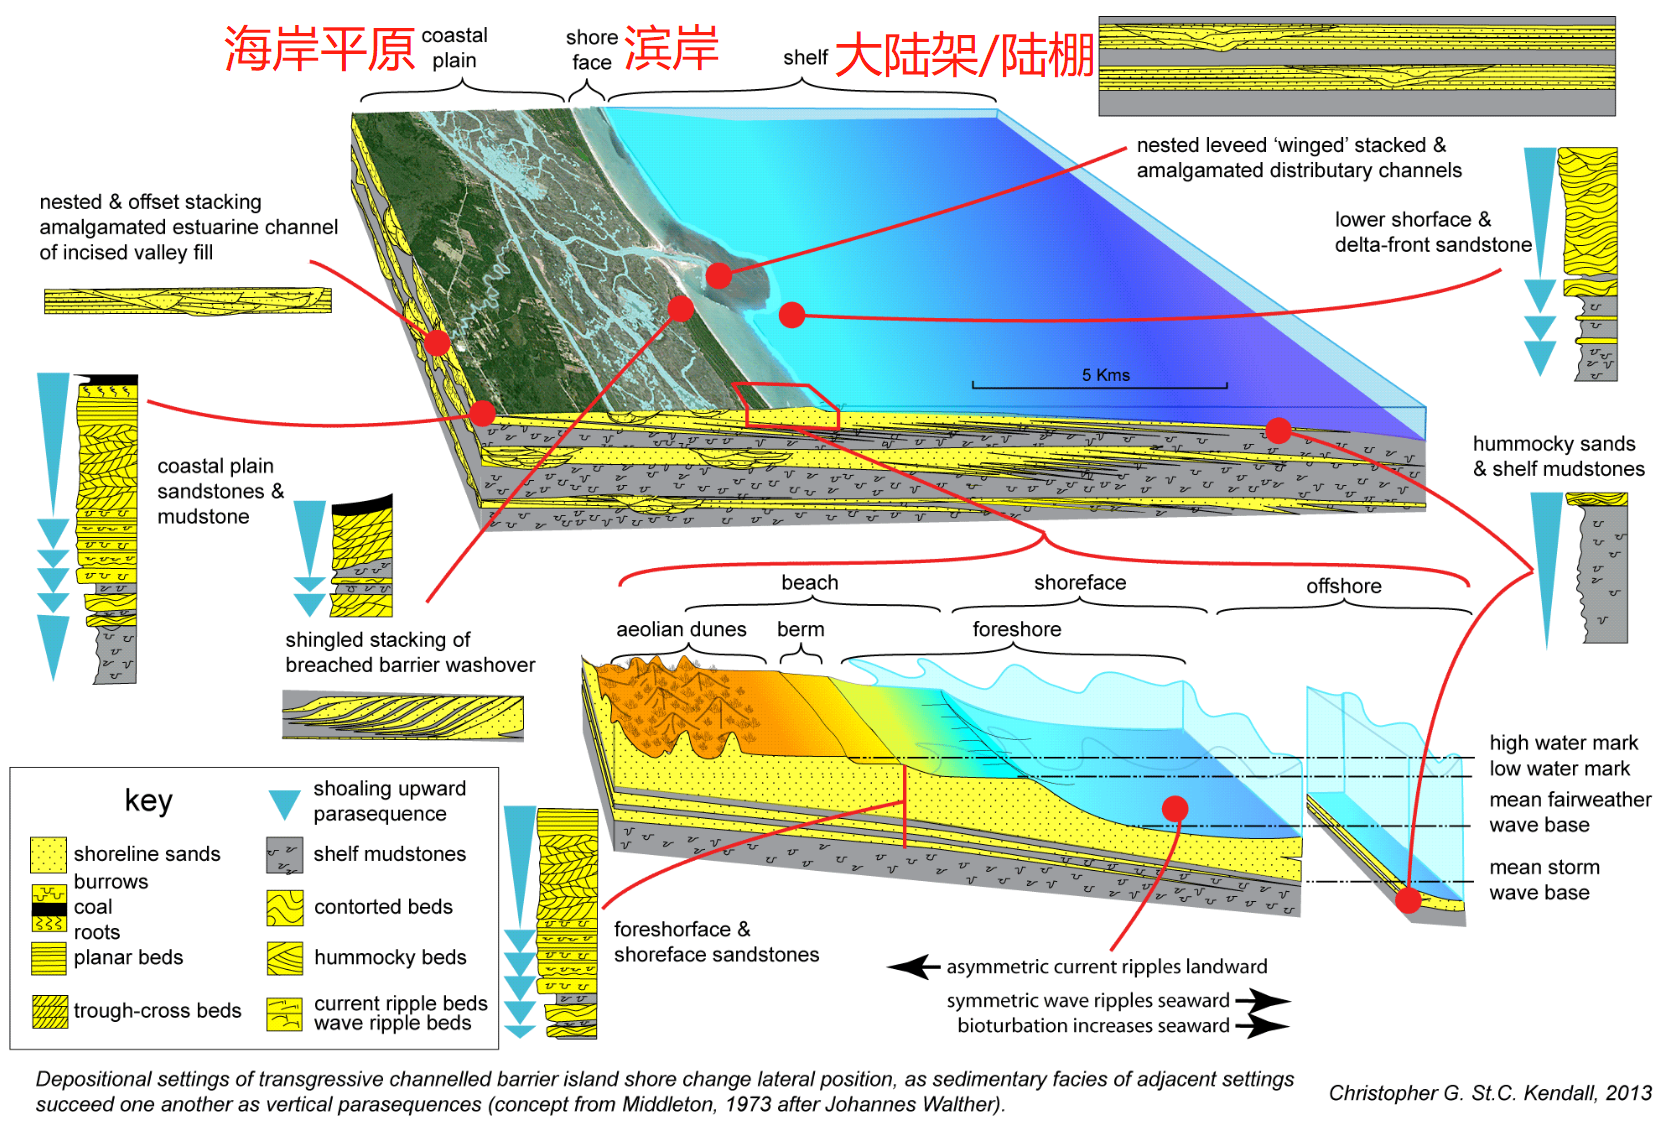 海岸平原
coastal
plain
shore
face
滨岸
shelf
大陆架/陆棚
nested leveed ‘winged’ stacked &
amalgamated distributary channels
nested & offset stacking
amalgamated estuarine channel
of incised valley fill
lower shorface &
delta-front sandstone
5 Kms
hummocky sands
& shelf mudstones
coastal plain
sandstones &
mudstone
shingled stacking of
breached barrier washover
beach
shoreface
offshore
aeolian dunes
berm
foreshore
high water mark
low water mark
mean fairweather
wave base
mean storm
wave base
foreshorface &
shoreface sandstones
asymmetric current ripples landward
symmetric wave ripples seaward
bioturbation increases seaward
key
shoreline sands
burrows
coal
roots
planar beds
trough-cross beds
shoaling upward
parasequence
shelf mudstones
contorted beds
hummocky beds
current ripple beds
wave ripple beds
Depositional settings of transgressive channelled barrier island shore change lateral position, as sedimentary facies of adjacent settings
succeed one another as vertical parasequences (concept from Middleton, 1973 after Johannes Walther).
Christopher G. St.C. Kendall, 2013